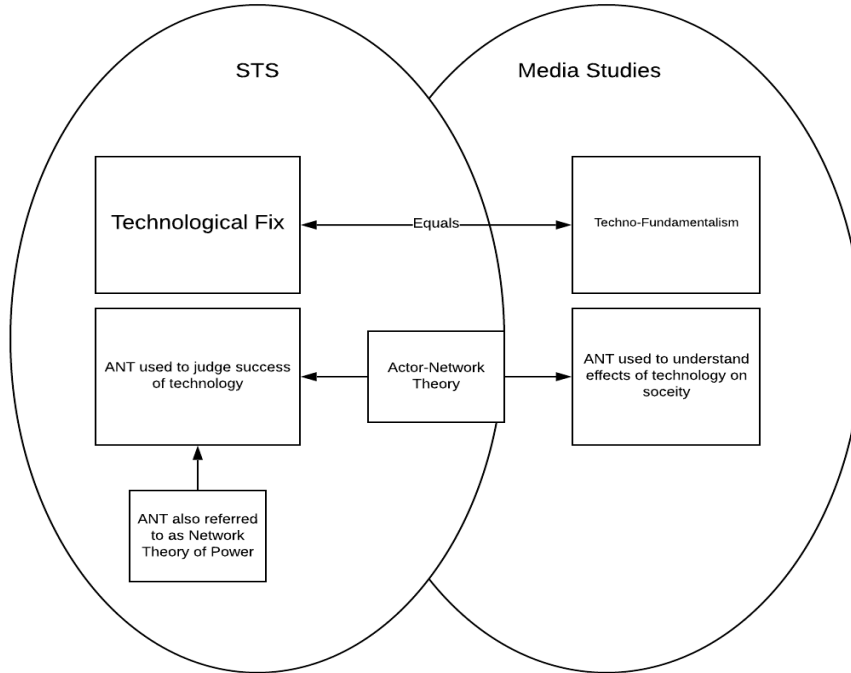 STS
Media Studies
Technological Fix
Equals
Techno-Fundamentalism
ANT used to judge success
of technology
Actor-Network
Theory
ANT used to understand
effects of technology on
soceity
ANT also referred
to as Network
Theory of Power